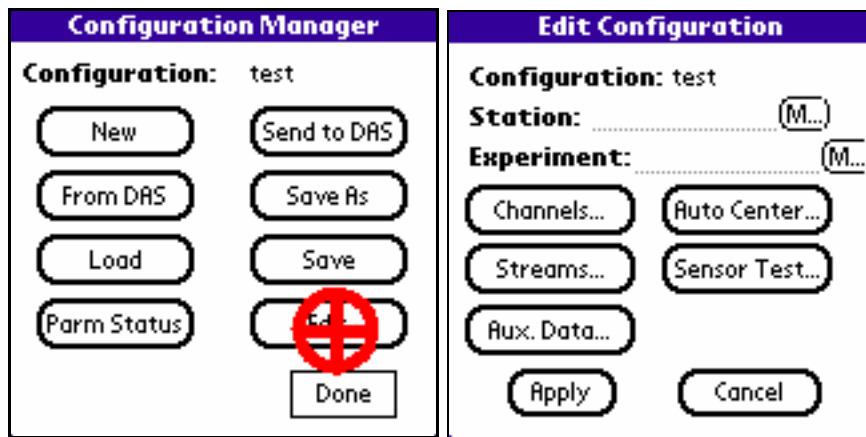 Configuration Manager
Configuration: test
New
Send to DAS
From DAS
Save As
Load
Save
Parm Status
Done
Edit Configuration
Configuration: test
Station: (M...)
Experiment: (M...
Channels...
Auto Center...
Streams...
Sensor Test...
Aux. Data...
Apply
Cancel